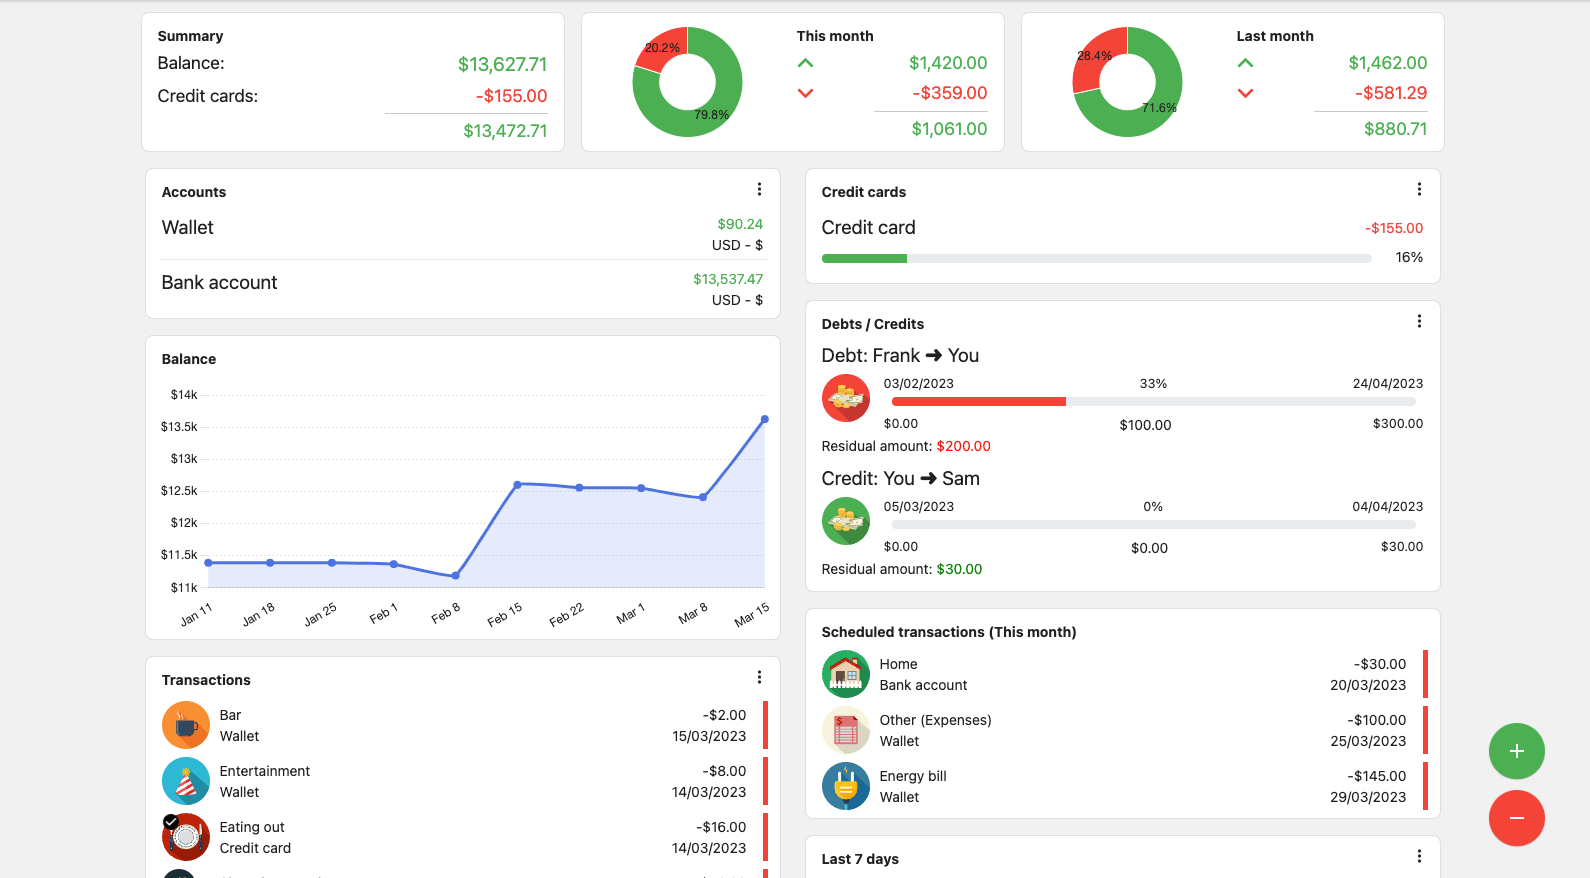 Summary
Balance: $13,627.71
Credit cards: -$155.00
$13,472.71
20.2%
79.8%
This month
$1,420.00
-$359.00
$1,061.00
28.4%
71.6%
Last month
$1,462.00
-$581.29
$880.71
Accounts
Wallet $90.24
USD - $
Bank account $13,537.47
USD - $
Balance
$14k
$13.5k
$13k
$12.5k
$12k
$11.5k
$11k
Jan 11 Jan 18 Jan 25 Feb 1 Feb 8 Feb 15 Feb 22 Mar 1 Mar 8 Mar 15
Transactions
Bar -$2.00
Wallet 15/03/2023
Entertainment -$8.00
Wallet 14/03/2023
Eating out -$16.00
Credit card 14/03/2023
Credit cards
Credit card -$155.00
16%
Debts / Credits
Debt: Frank ➜ You
03/02/2023 33% 24/04/2023
$0.00 $100.00 $300.00
Residual amount: $200.00
Credit: You ➜ Sam
05/03/2023 0% 04/04/2023
$0.00 $0.00 $30.00
Residual amount: $30.00
Scheduled transactions (This month)
Home -$30.00
Bank account 20/03/2023
Other (Expenses) -$100.00
Wallet 25/03/2023
Energy bill -$145.00
Wallet 29/03/2023
Last 7 days